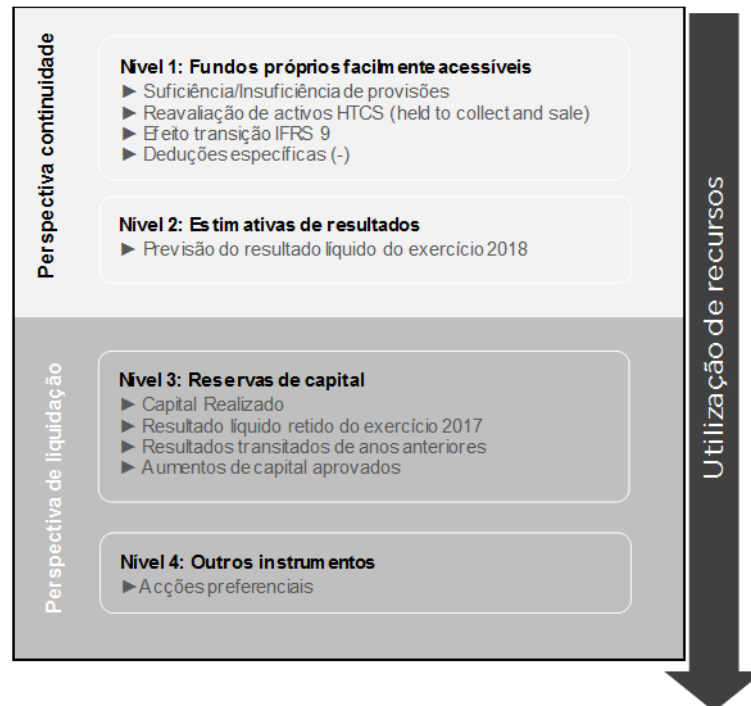 Perspectiva continuidade
Nível 1: Fundos próprios facilmente acessíveis
► Suficiência/Insuficiência de provisões
► Reavaliação de activos HTCS (held to collect and sale)
► Efeito transição IFRS 9
► Deduções específicas (-)
Nível 2: Estimativas de resultados
► Previsão do resultado líquido do exercício 2018
Perspectiva de liquidação
Nível 3: Reservas de capital
► Capital Realizado
► Resultado líquido retido do exercício 2017
► Resultados transitados de anos anteriores
► Aumentos de capital aprovados
Nível 4: Outros instrumentos
► Acções preferenciais
Utilização de recursos